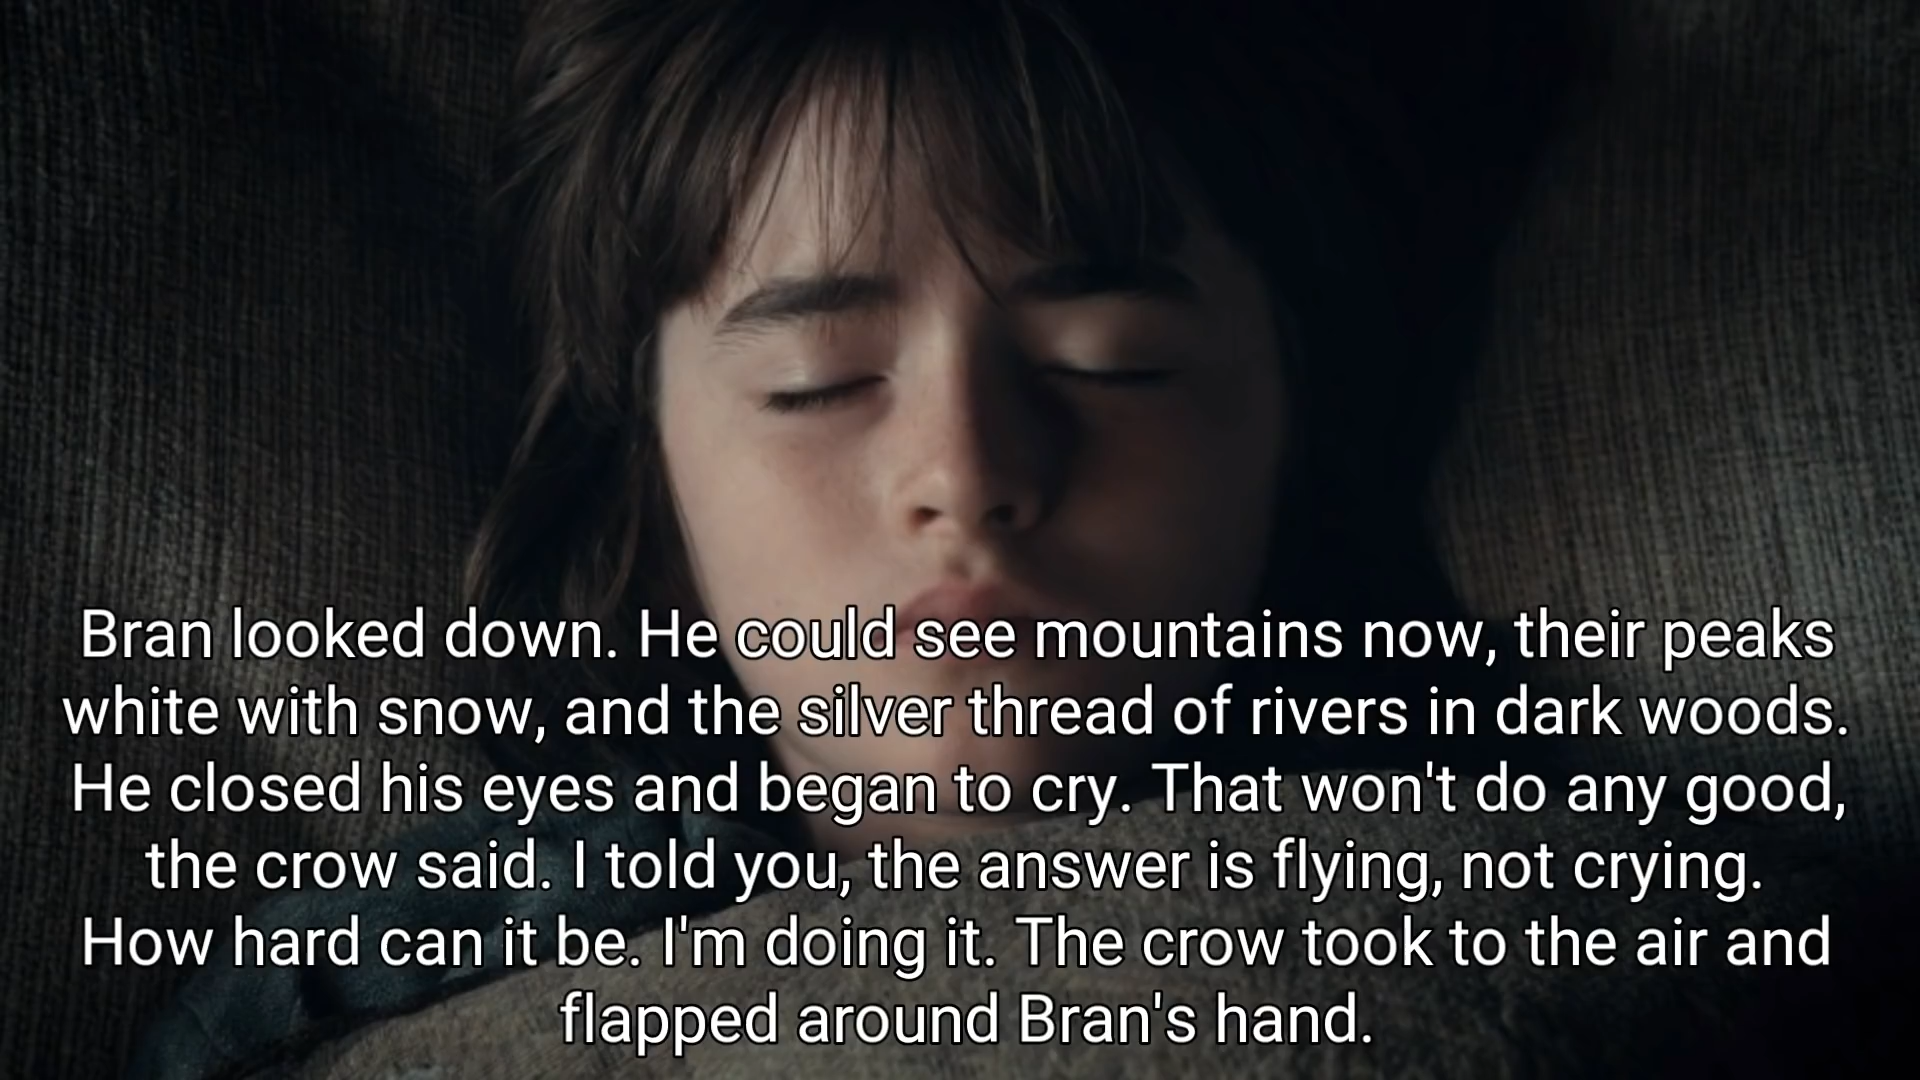 Bran looked down. He could see mountains now, their peaks
white with snow, and the silver thread of rivers in dark woods.
He closed his eyes and began to cry. That won't do any good,
the crow said. I told you, the answer is flying, not crying.
How hard can it be. I'm doing it. The crow took to the air and
flapped around Bran's hand.